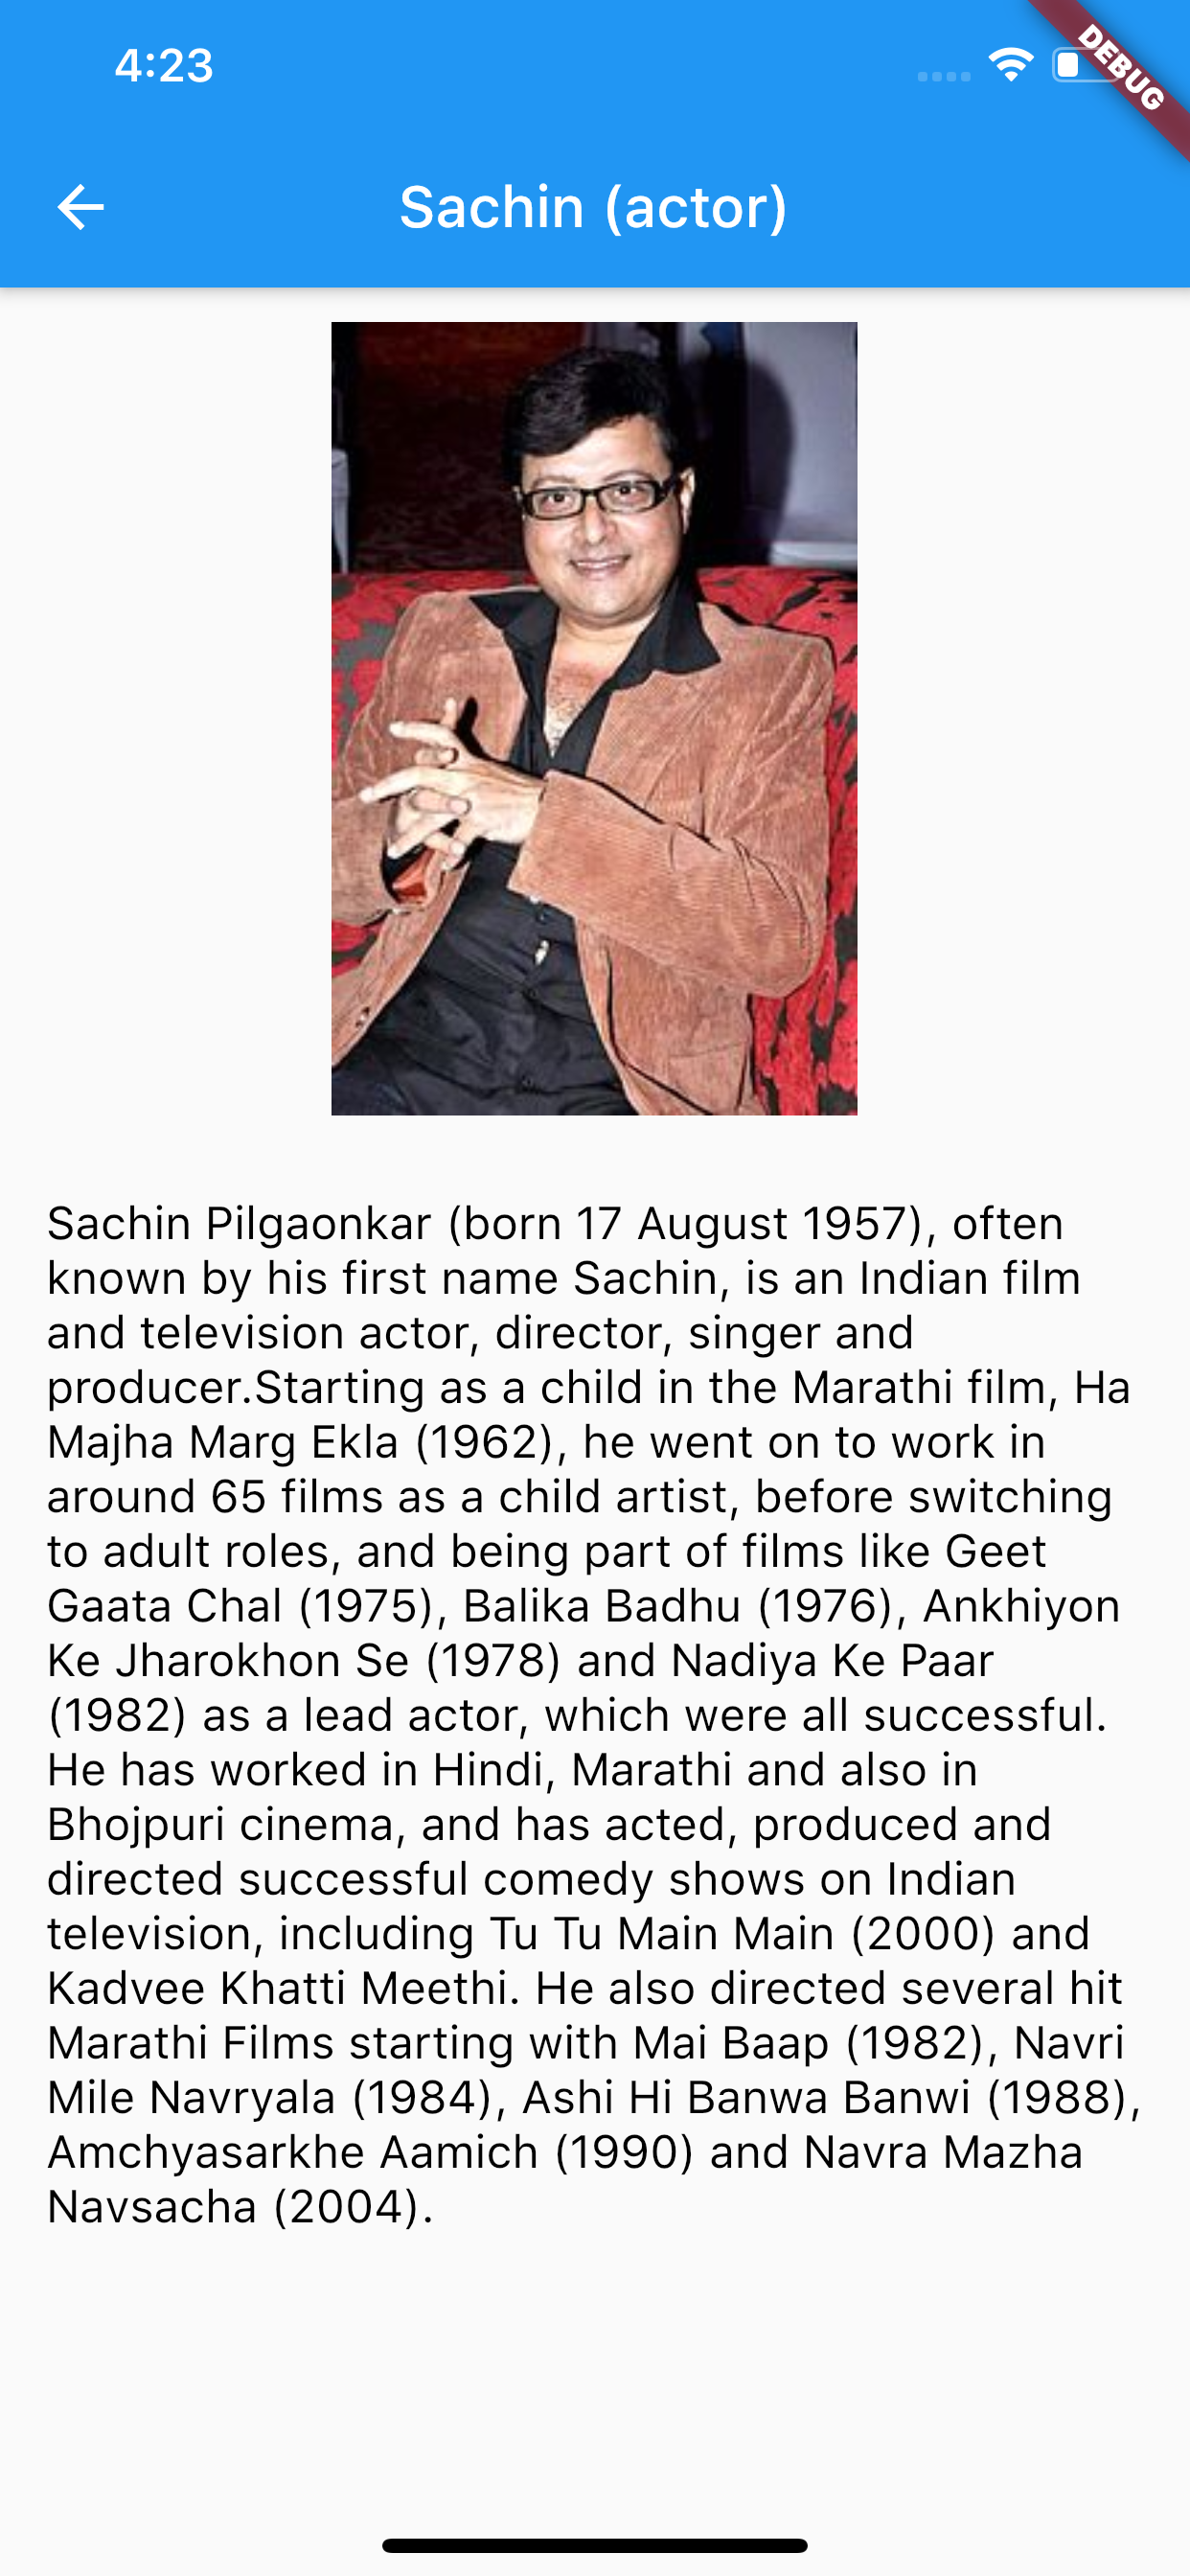 4:23
DEBUG
Sachin (actor)
Sachin Pilgaonkar (born 17 August 1957), often
known by his first name Sachin, is an Indian film
and television actor, director, singer and
producer.Starting as a child in the Marathi film, Ha
Majha Marg Ekla (1962), he went on to work in
around 65 films as a child artist, before switching
to adult roles, and being part of films like Geet
Gaata Chal (1975), Balika Badhu (1976), Ankhiyon
Ke Jharokhon Se (1978) and Nadiya Ke Paar
(1982) as a lead actor, which were all successful.
He has worked in Hindi, Marathi and also in
Bhojpuri cinema, and has acted, produced and
directed successful comedy shows on Indian
television, including Tu Tu Main Main (2000) and
Kadvee Khatti Meethi. He also directed several hit
Marathi Films starting with Mai Baap (1982), Navri
Mile Navryala (1984), Ashi Hi Banwa Banwi (1988),
Amchyasarkhe Aamich (1990) and Navra Mazha
Navsacha (2004).